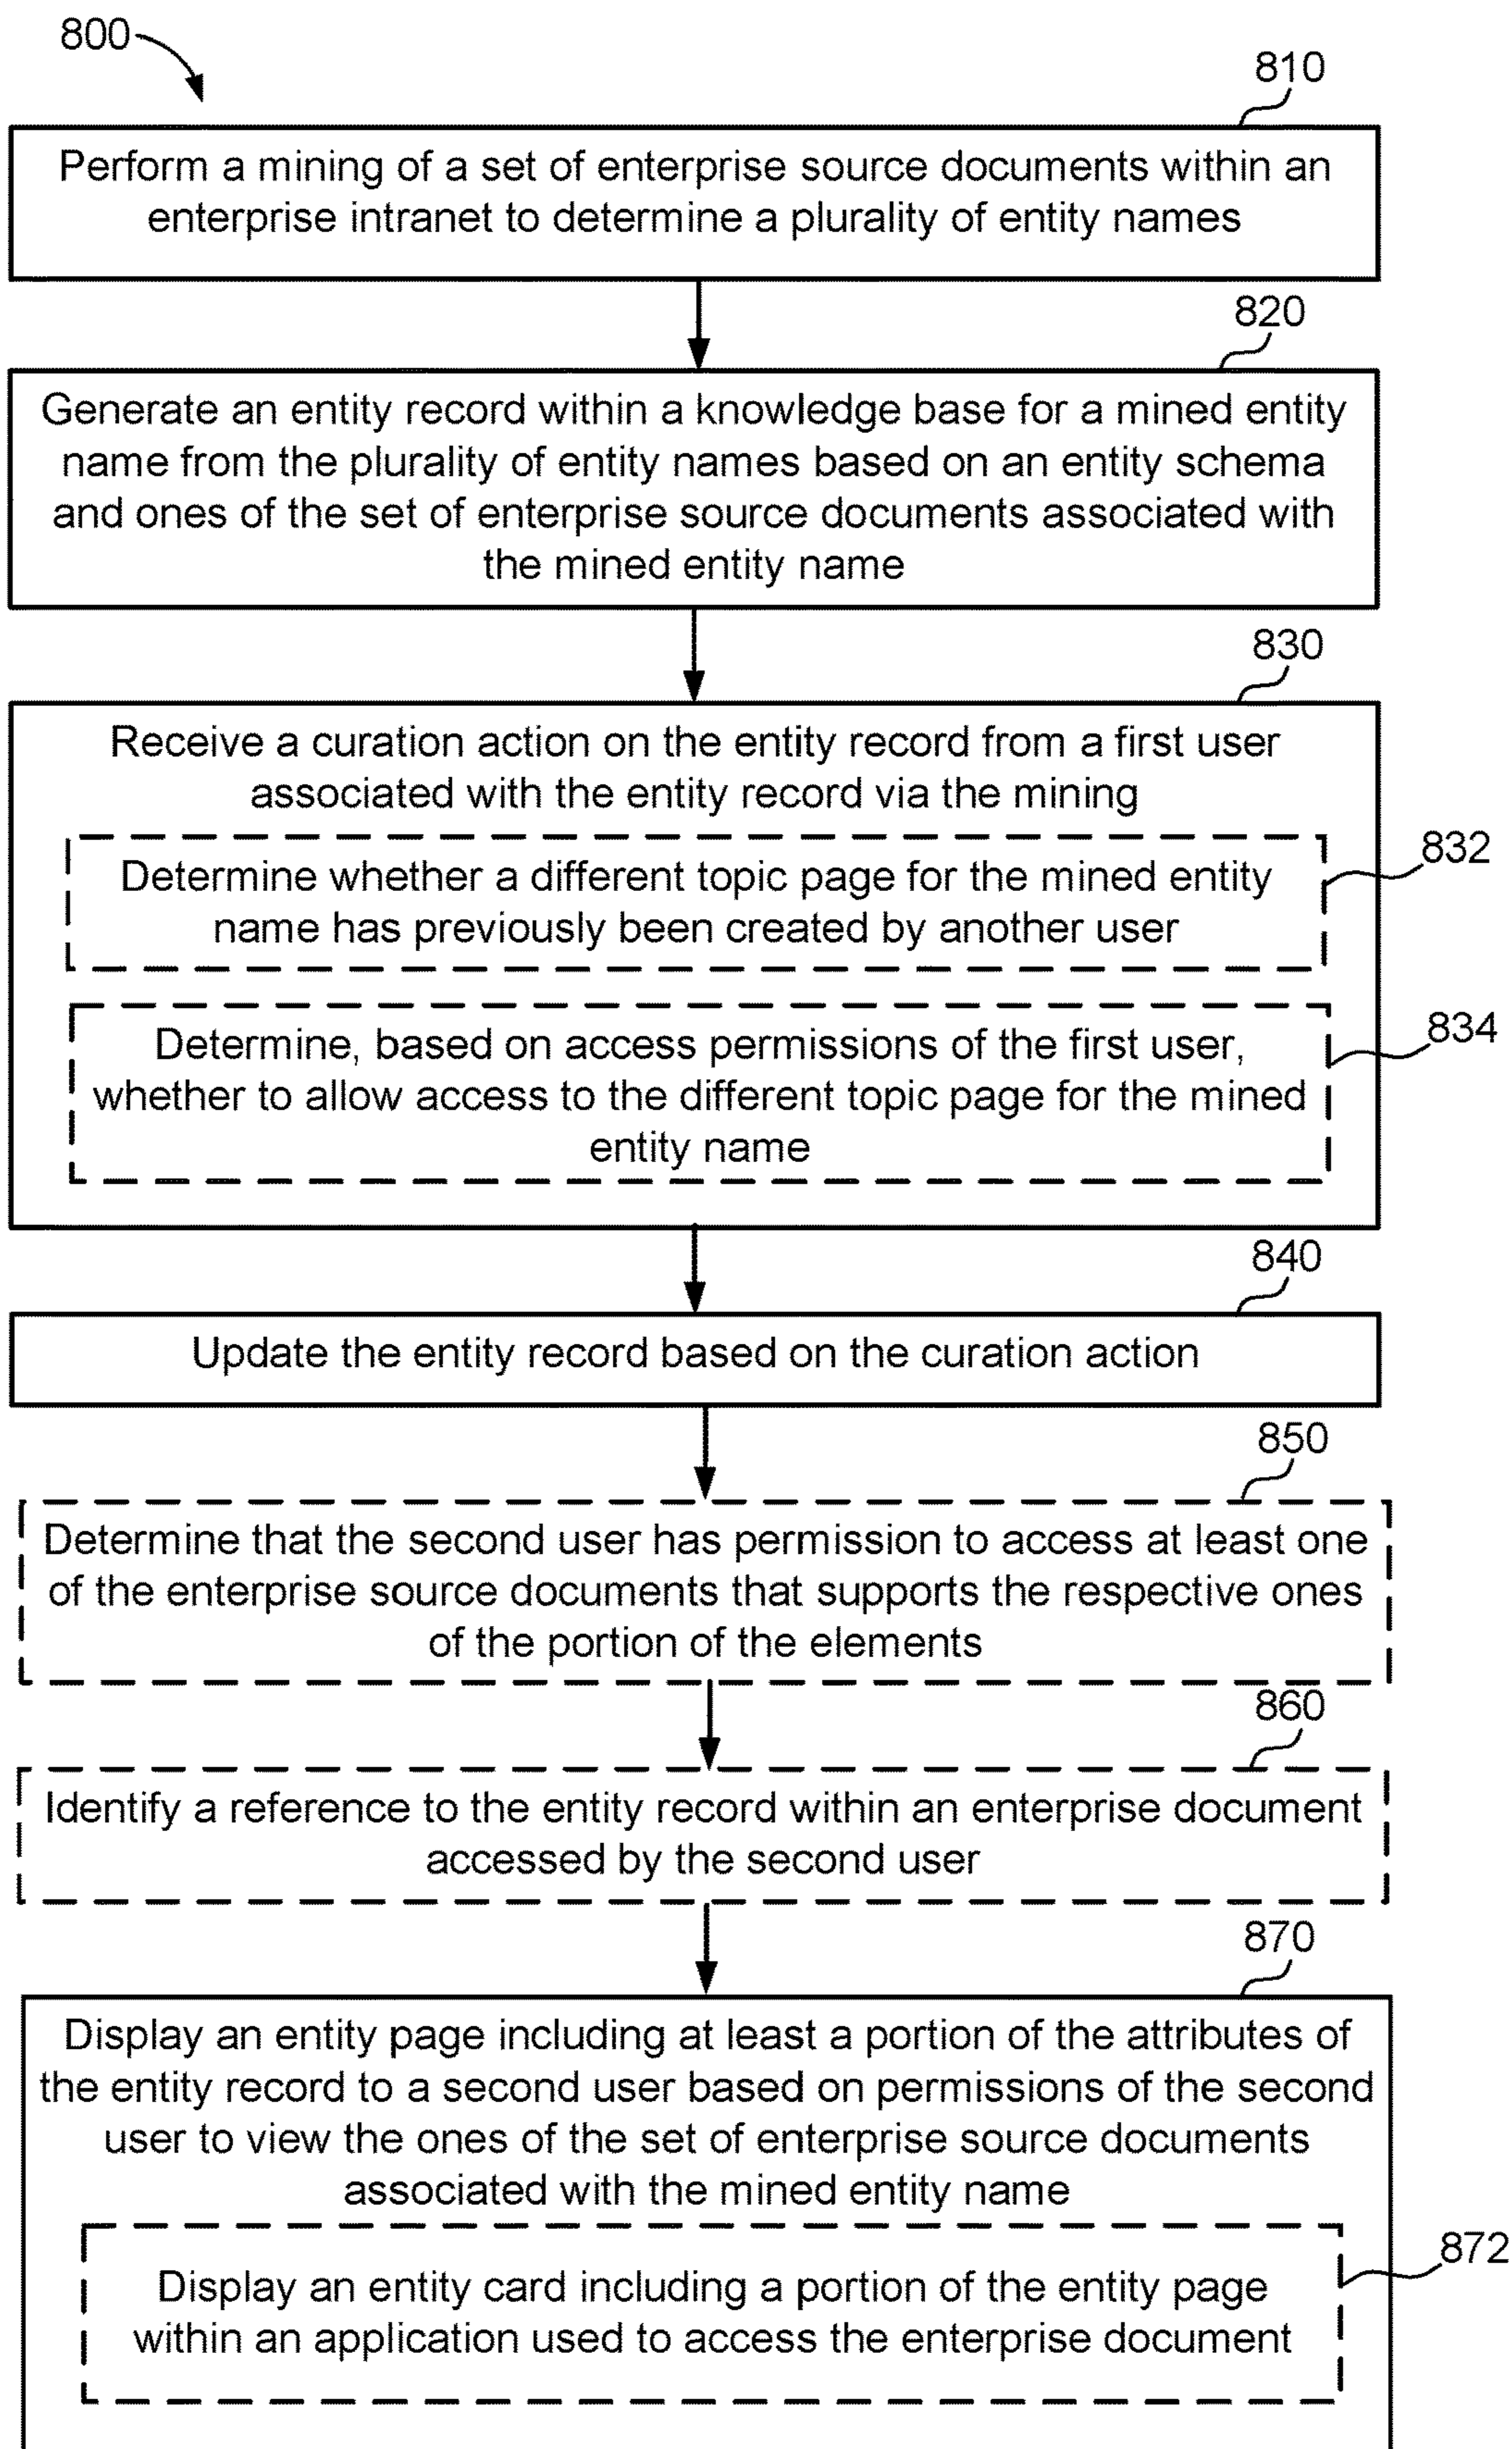 800
810
Perform a mining of a set of enterprise source documents within an
enterprise intranet to determine a plurality of entity names
820
Generate an entity record within a knowledge base for a mined entity
name from the plurality of entity names based on an entity schema
and ones of the set of enterprise source documents associated with
the mined entity name
830
Receive a curation action on the entity record from a first user
associated with the entity record via the mining
832
Determine whether a different topic page for the mined entity
name has previously been created by another user
834
Determine, based on access permissions of the first user,
whether to allow access to the different topic page for the mined
entity name
840
Update the entity record based on the curation action
850
Determine that the second user has permission to access at least one
of the enterprise source documents that supports the respective ones
of the portion of the elements
860
Identify a reference to the entity record within an enterprise document
accessed by the second user
870
Display an entity page including at least a portion of the attributes of
the entity record to a second user based on permissions of the second
user to view the ones of the set of enterprise source documents
associated with the mined entity name
872
Display an entity card including a portion of the entity page
within an application used to access the enterprise document